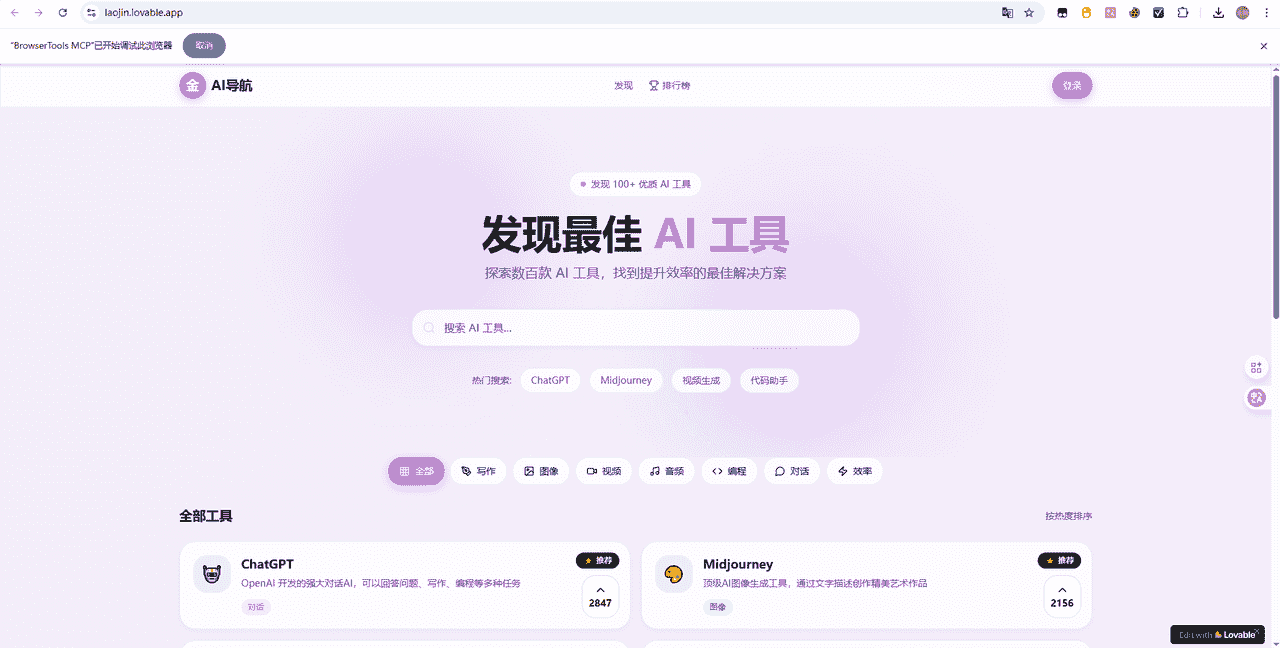 laojin.lovable.app
"BrowserTools MCP"已开始调试此浏览器
取消
金 AI导航
发现
排行榜
登录
发现 100+ 优质 AI 工具
发现最佳 AI 工具
探索数百款 AI 工具，找到提升效率的最佳解决方案
搜索 AI 工具...
热门搜索: ChatGPT Midjourney 视频生成 代码助手
全部 写作 图像 视频 音频 编程 对话 效率
全部工具
按热度排序
ChatGPT
推荐
OpenAI 开发的强大对话AI，可以回答问题、写作、编程等多种任务
对话
2847
Midjourney
推荐
顶级AI图像生成工具，通过文字描述创作精美艺术作品
图像
2156
Edit with Lovable